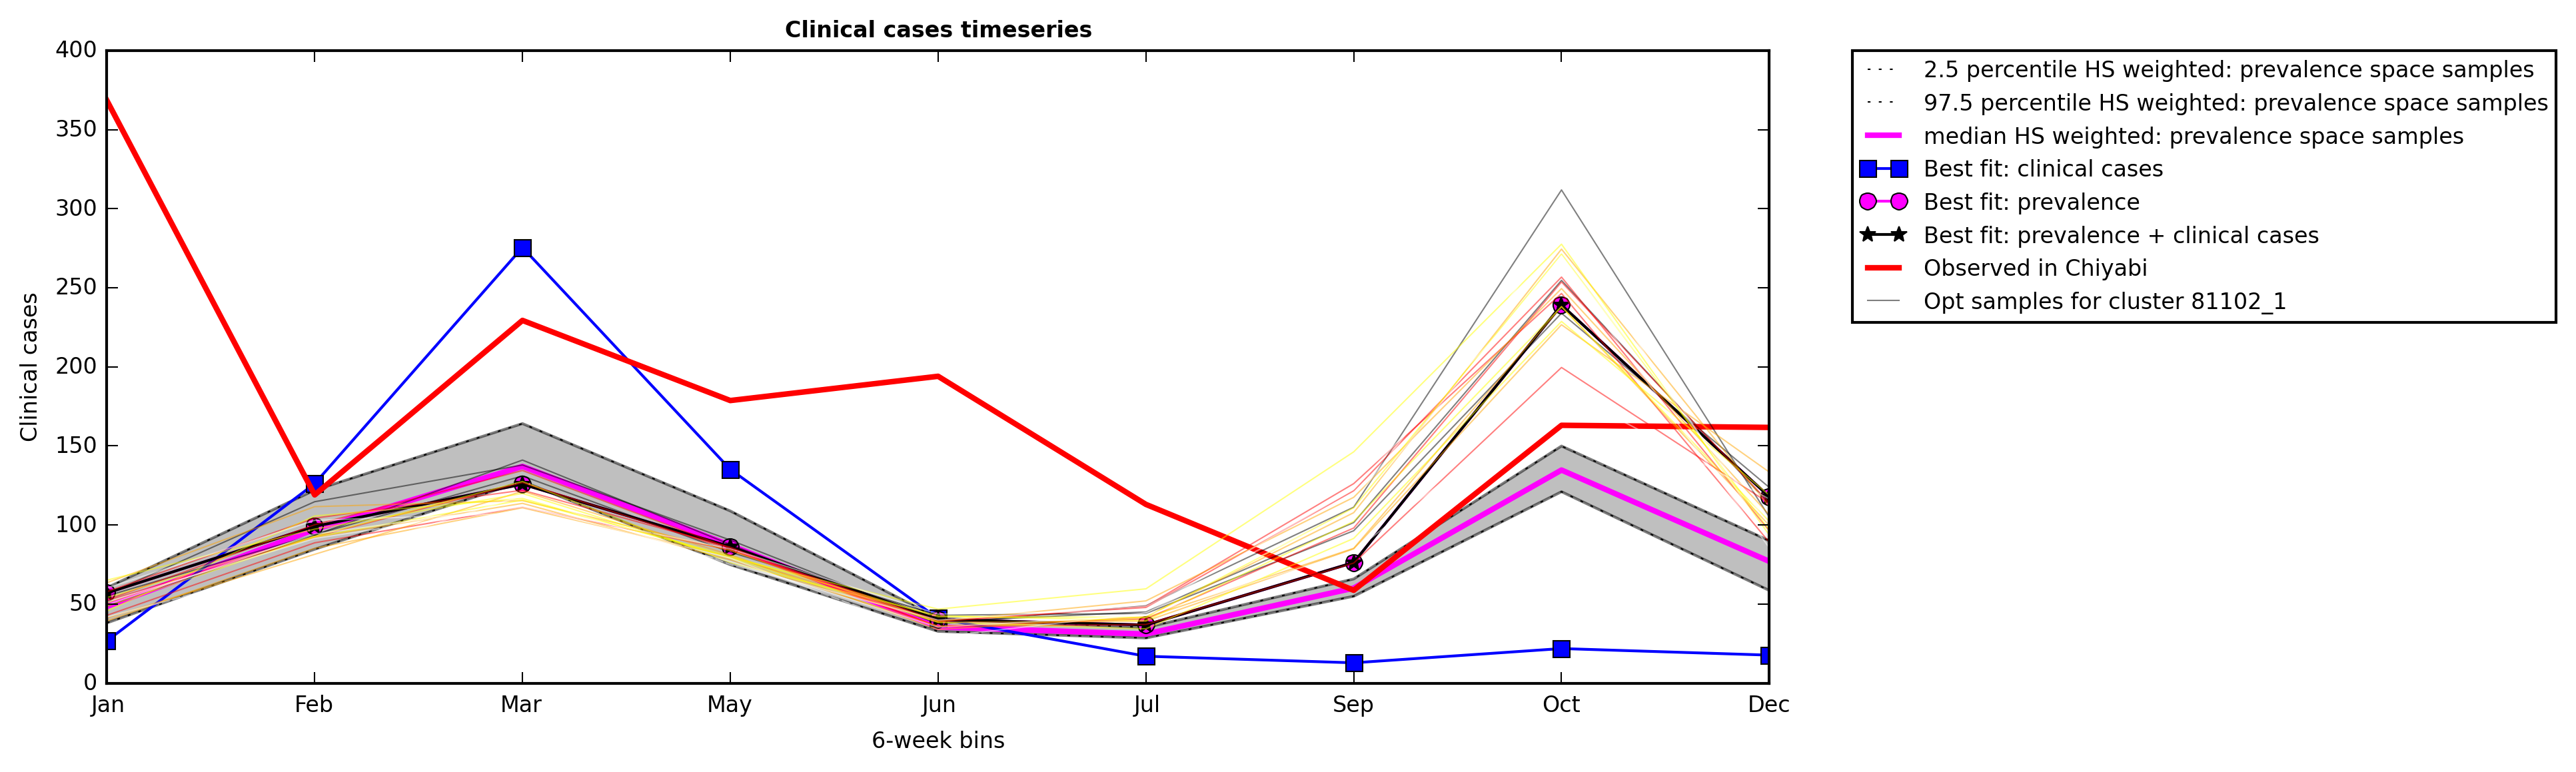 Clinical cases timeseries
400
350
300
250
200
150
100
50
0
Clinical cases
Jan Feb Mar May Jun Jul Sep Oct Dec
6-week bins
2.5 percentile HS weighted: prevalence space samples
97.5 percentile HS weighted: prevalence space samples
median HS weighted: prevalence space samples
Best fit: clinical cases
Best fit: prevalence
Best fit: prevalence + clinical cases
Observed in Chiyabi
Opt samples for cluster 81102_1